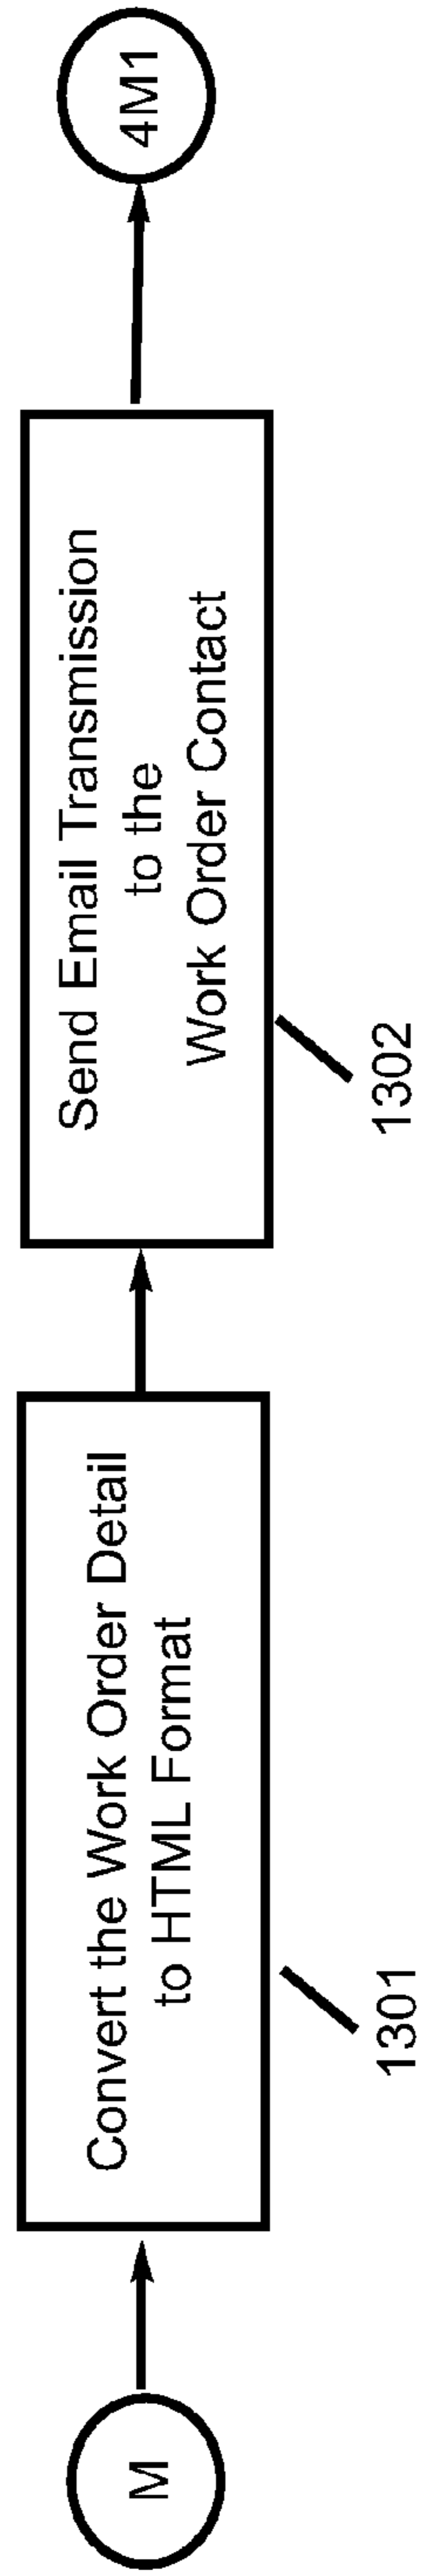 M
Convert the Work Order Detail
to HTML Format
1301
Send Email Transmission
to the
Work Order Contact
1302
4M1